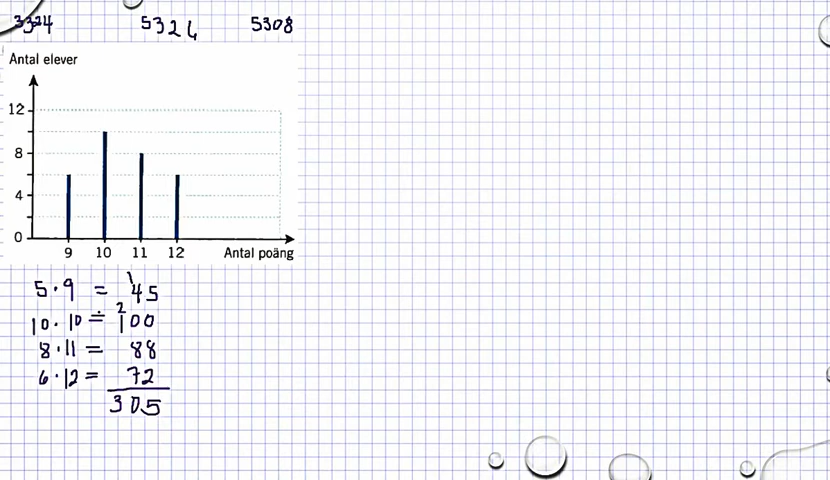 3324 5324 5308
Antal elever
12
8
4
0
9 10 11 12 Antal poäng
5·9 = 45
10·10 = 100
8·11 = 88
6·12 = 72
305